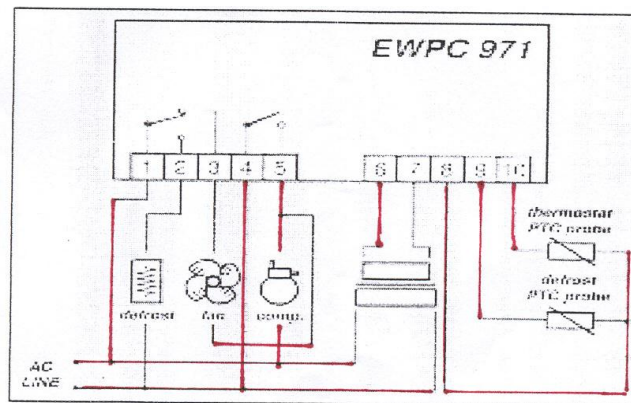 EWPC 971
1 2 3 4 5 6 7 8 9 10
thermostat
PTC probe
defrost
PTC probe
defrost
fan
comp.
AC
LINE